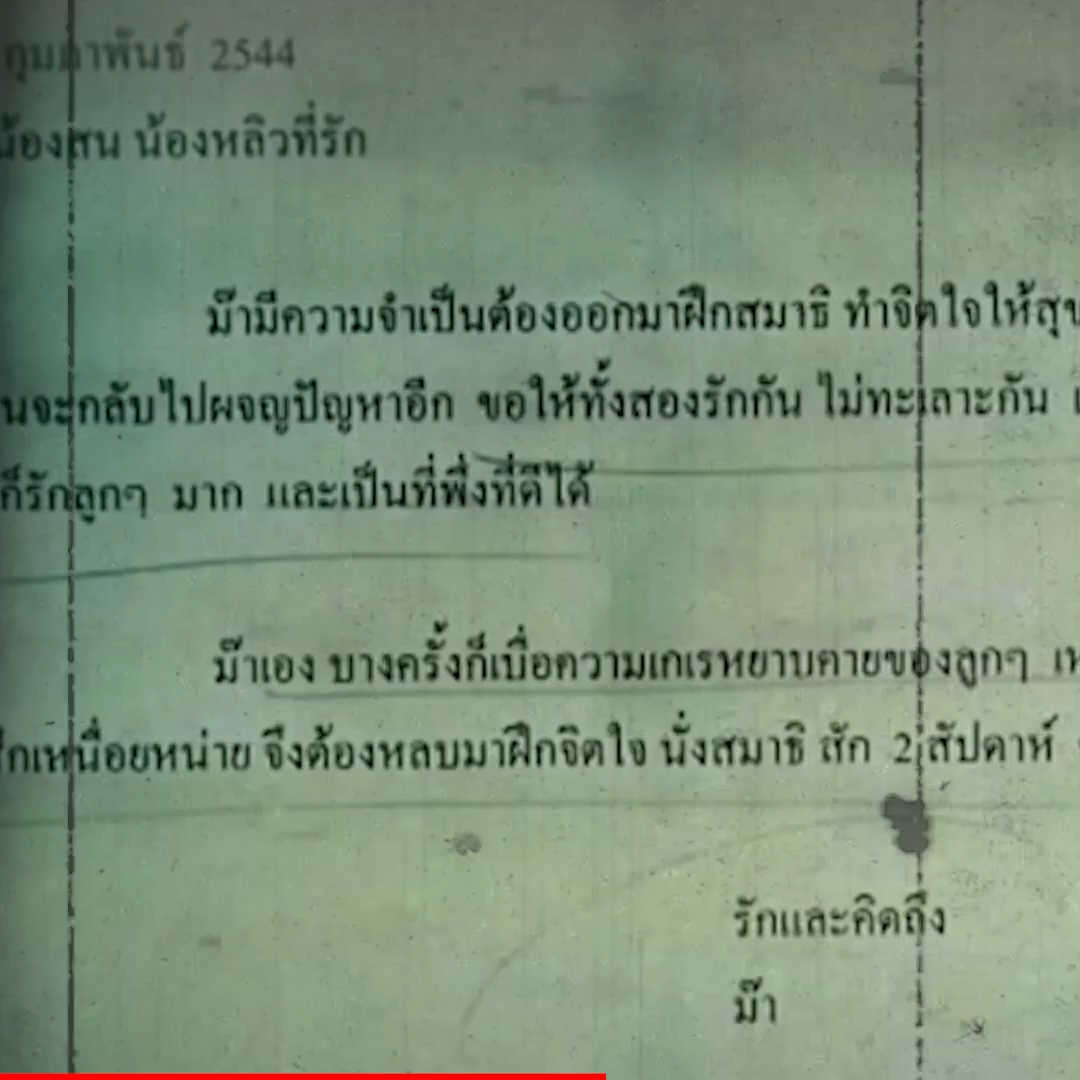 กุมภาพันธ์ 2544
น้องสน น้องหลิวที่รัก
ม๊ามีความจำเป็นต้องออกมาฝึกสมาธิ ทำจิตใจให้สุข
นจะกลับไปผจญปัญหาอีก ขอให้ทั้งสองรักกัน ไม่ทะเลาะกัน
ก็รักลูกๆ มาก และเป็นที่พึ่งที่ดีได้
ม๊าเอง บางครั้งก็เบื่อความเกเรหยาบคายของลูกๆ
สึกเหนื่อยหน่าย จึงต้องหลบมาฝึกจิตใจ นั่งสมาธิ สัก 2 สัปดาห์
รักและคิดถึง
ม๊า